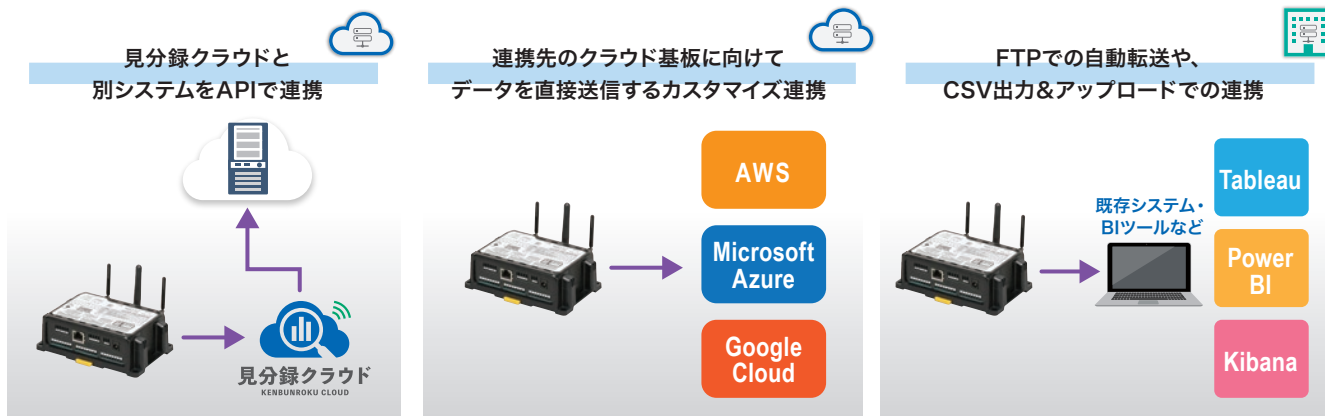 見分録クラウドと
別システムをAPIで連携
見分録クラウド
KENBUNROKU CLOUD
連携先のクラウド基板に向けて
データを直接送信するカスタマイズ連携
AWS
Microsoft
Azure
Google
Cloud
FTPでの自動転送や、
CSV出力&アップロードでの連携
既存システム・
BIツールなど
Tableau
Power
BI
Kibana